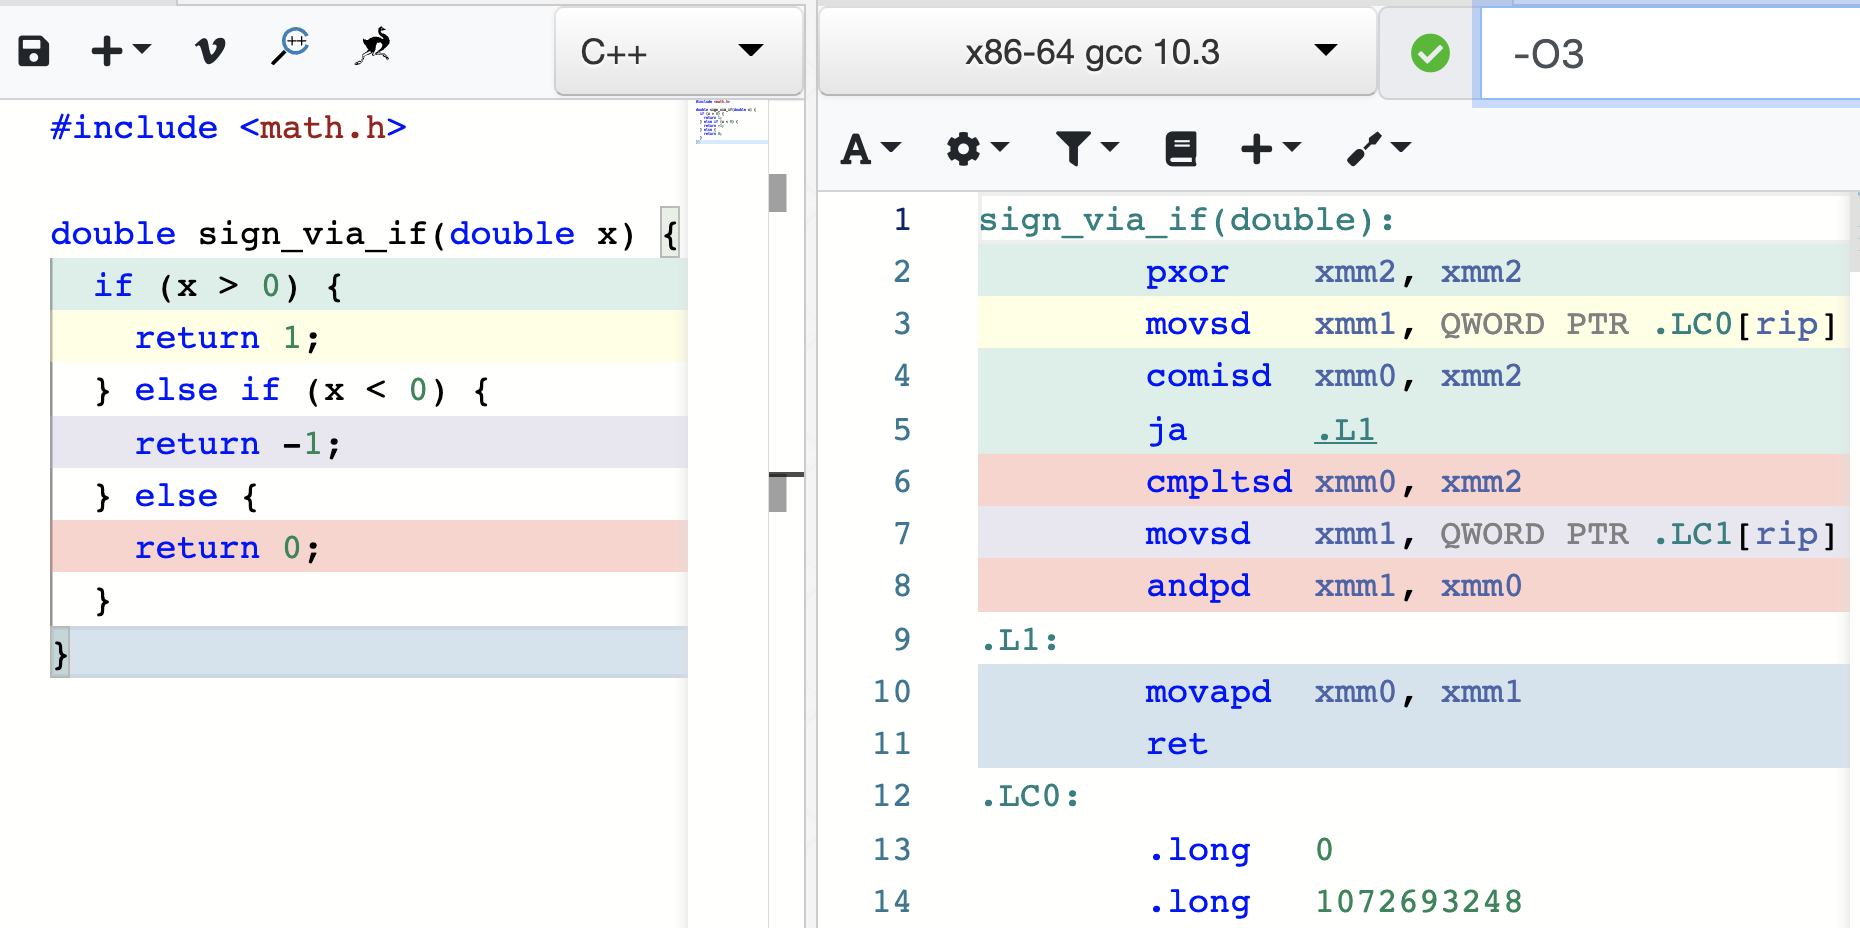 C++
#include <math.h>
double sign_via_if(double x) {
if (x > 0) {
return 1;
} else if (x < 0) {
return -1;
} else {
return 0;
}
}
x86-64 gcc 10.3
-O3
A
1 sign_via_if(double):
2 pxor xmm2, xmm2
3 movsd xmm1, QWORD PTR .LC0[rip]
4 comisd xmm0, xmm2
5 ja .L1
6 cmpltsd xmm0, xmm2
7 movsd xmm1, QWORD PTR .LC1[rip]
8 andpd xmm1, xmm0
9 .L1:
10 movapd xmm0, xmm1
11 ret
12 .LC0:
13 .long 0
14 .long 1072693248